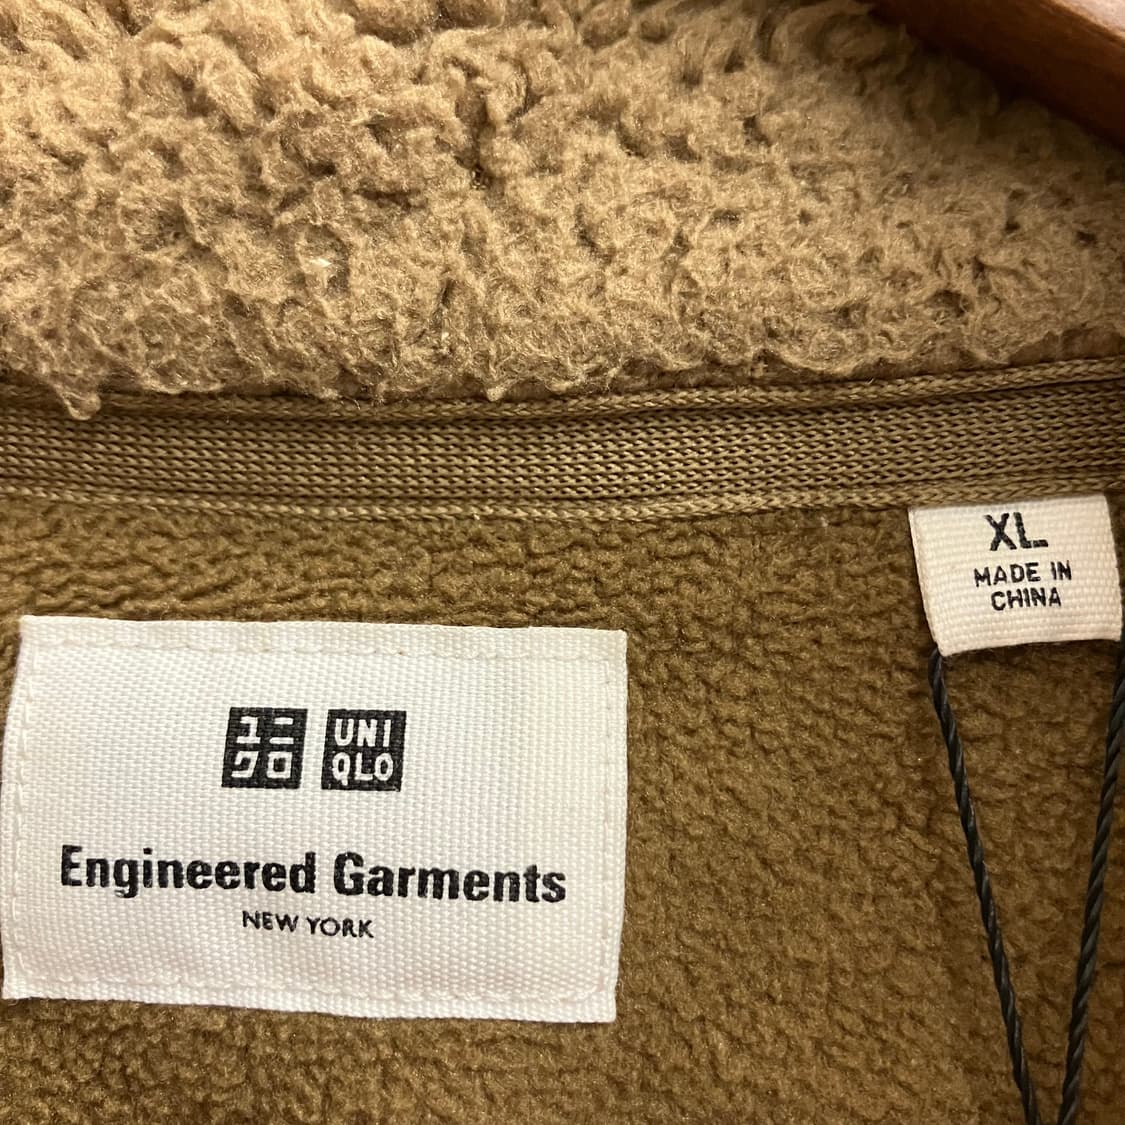 XL
MADE IN
CHINA
ユニ UNI
クロ QLO
Engineered Garments
NEW YORK